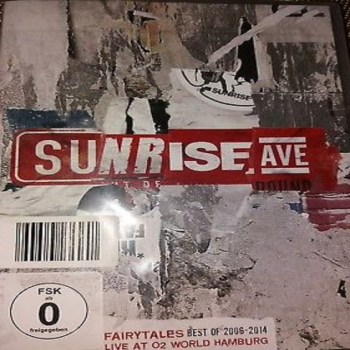 SUNRISE
SUNRISE AVE
FSK
ab
0
freigegeben
FAIRYTALES BEST OF 2006-2014
LIVE AT O2 WORLD HAMBURG